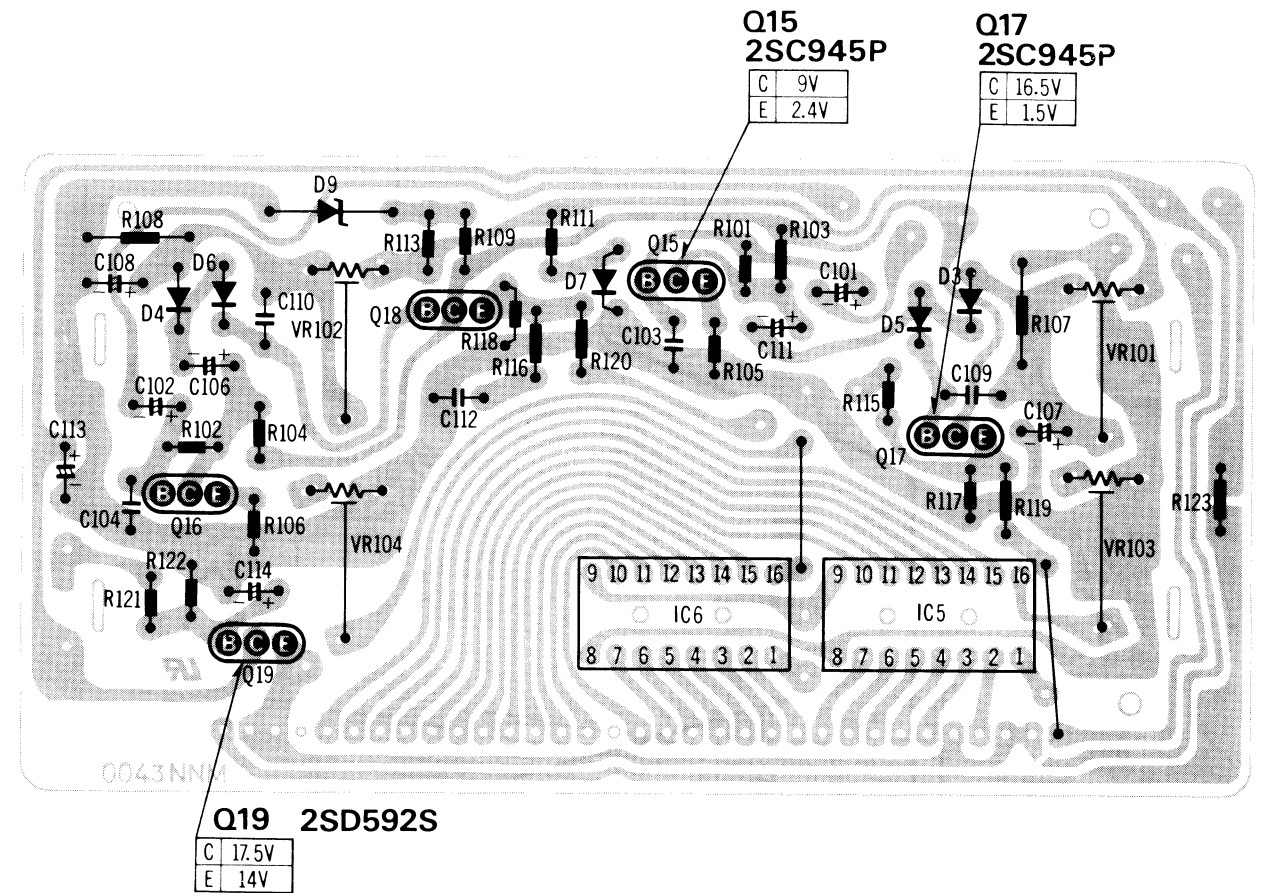 Q15
2SC945P
C 9V
E 2.4V
Q17
2SC945P
C 16.5V
E 1.5V
D9
R108
R113
R109
R111
Q15
R101
R103
C108
D6
D4
C110
VR102
Q18
B C E
D7
B C E
C101
D3
D5
R107
VR101
R118
R116
R120
C103
R105
C111
C102
C106
C112
R115
C109
C107
Q17
B C E
C113
R102
R104
C104
B C E
Q16
R106
VR104
R117
R119
R123
VR103
R122
R121
C114
B C E
Q19
9 10 11 12 13 14 15 16
IC6
8 7 6 5 4 3 2 1
9 10 11 12 13 14 15 16
IC5
8 7 6 5 4 3 2 1
0043NNM
Q19 2SD592S
C 17.5V
E 14V